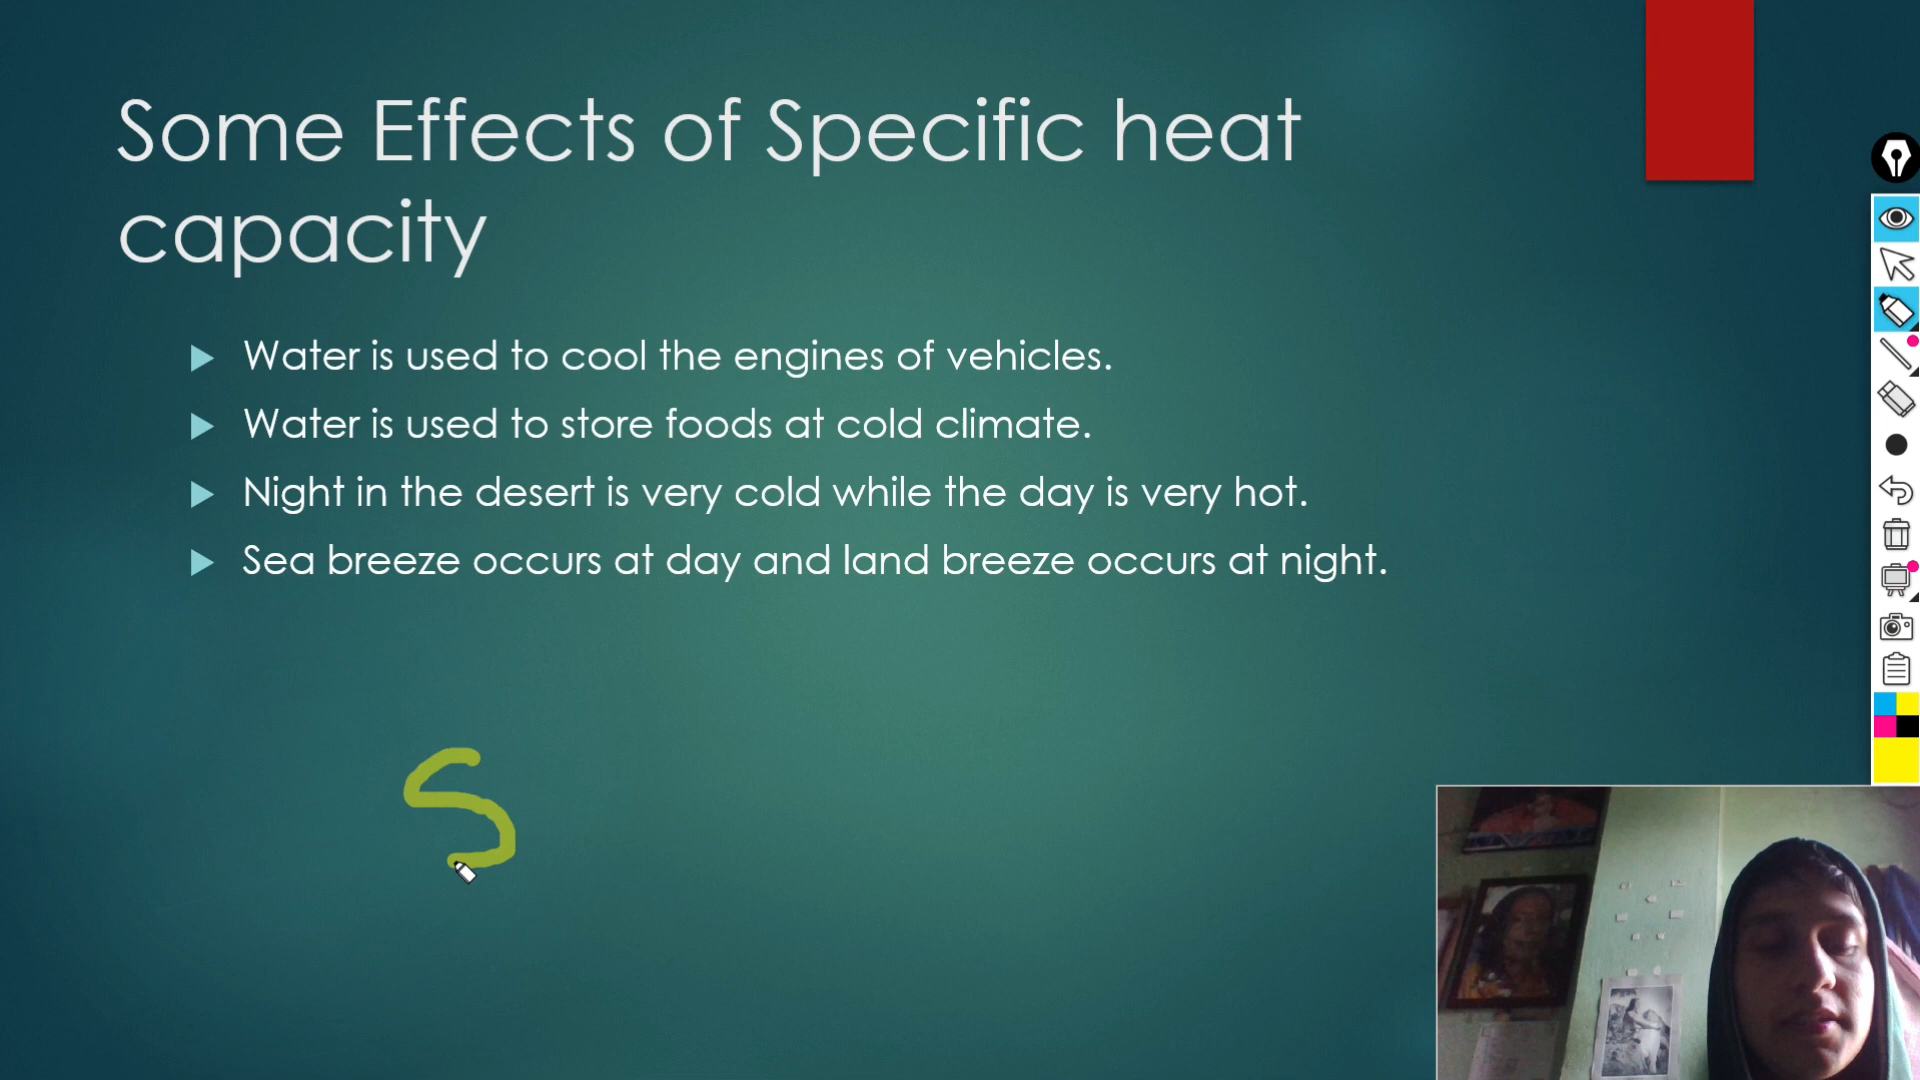 Some Effects of Specific heat
capacity
Water is used to cool the engines of vehicles.
Water is used to store foods at cold climate.
Night in the desert is very cold while the day is very hot.
Sea breeze occurs at day and land breeze occurs at night.
S